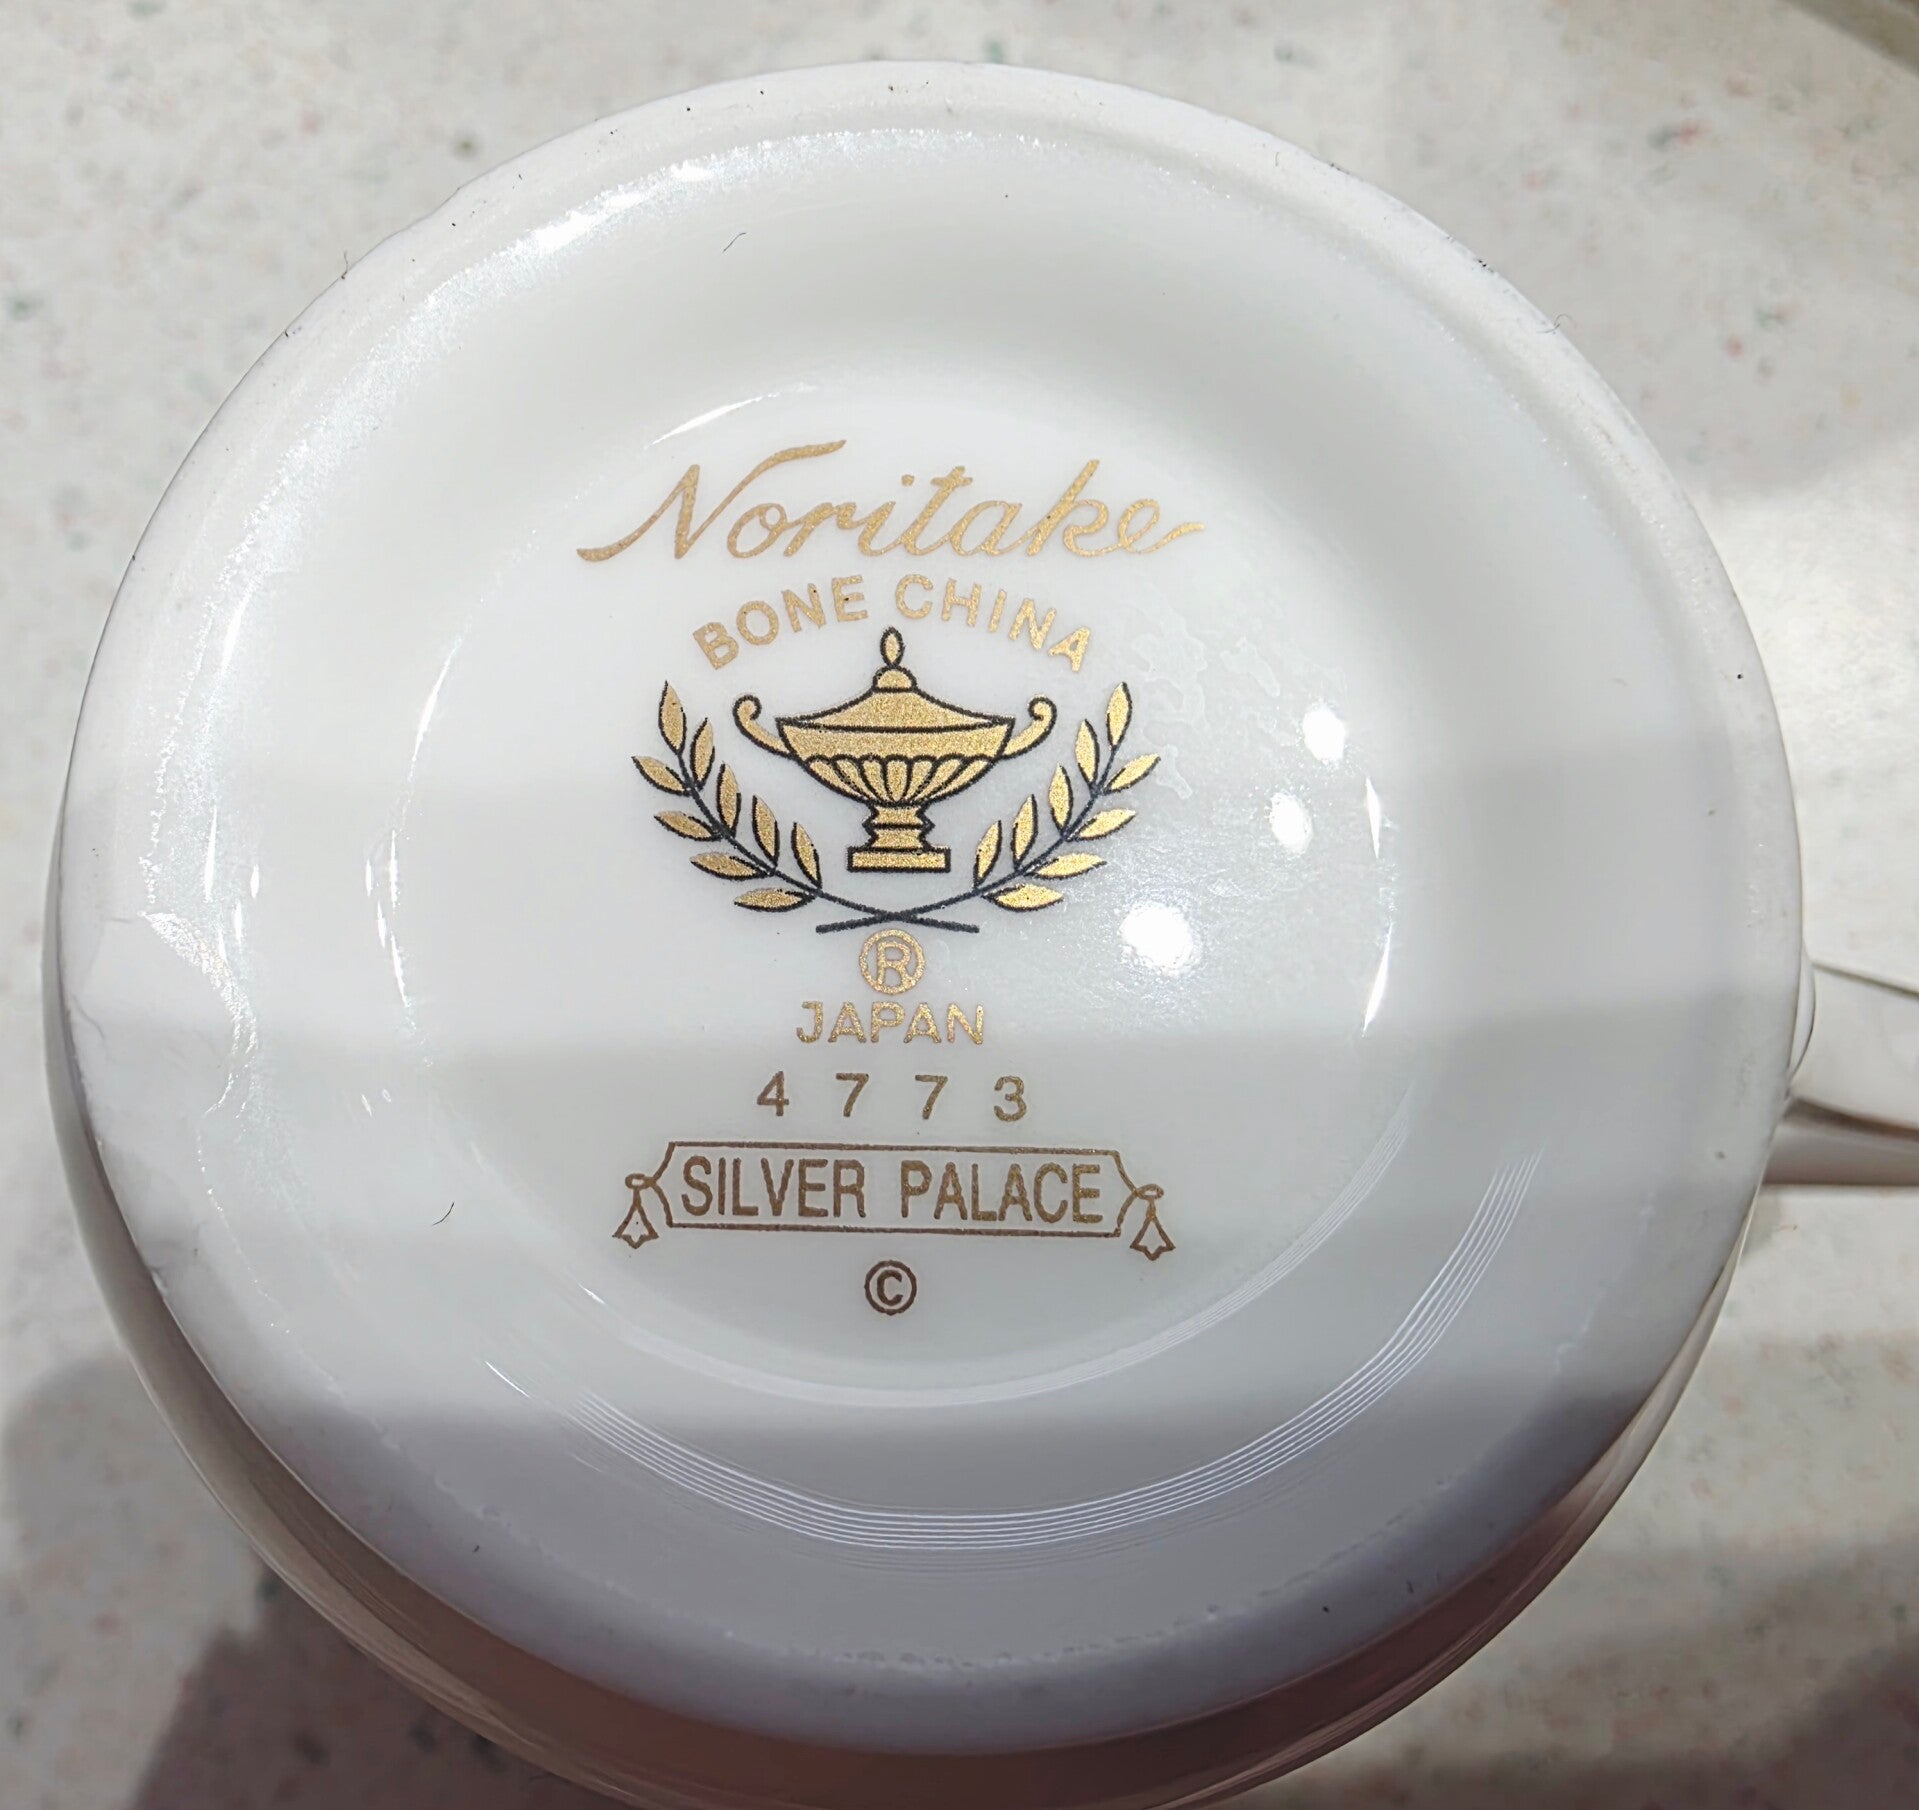 Noritake
BONE CHINA
®
JAPAN
4773
SILVER PALACE
©